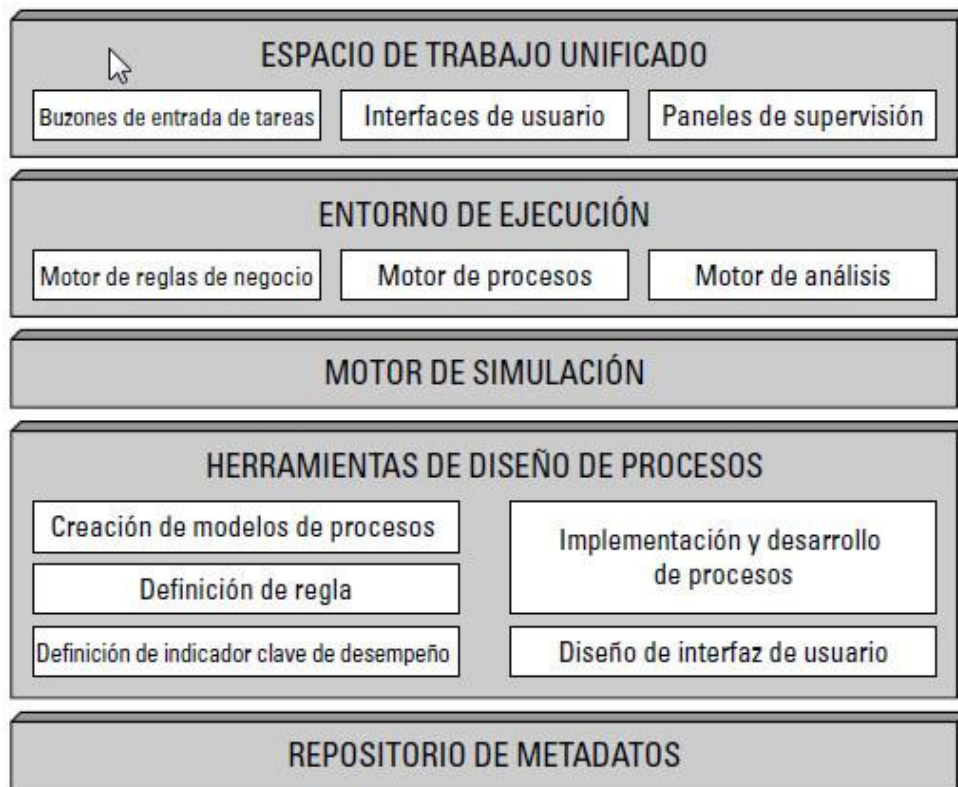 ESPACIO DE TRABAJO UNIFICADO
Buzones de entrada de tareas
Interfaces de usuario
Paneles de supervisión
ENTORNO DE EJECUCIÓN
Motor de reglas de negocio
Motor de procesos
Motor de análisis
MOTOR DE SIMULACIÓN
HERRAMIENTAS DE DISEÑO DE PROCESOS
Creación de modelos de procesos
Definición de regla
Definición de indicador clave de desempeño
Implementación y desarrollo
de procesos
Diseño de interfaz de usuario
REPOSITORIO DE METADATOS